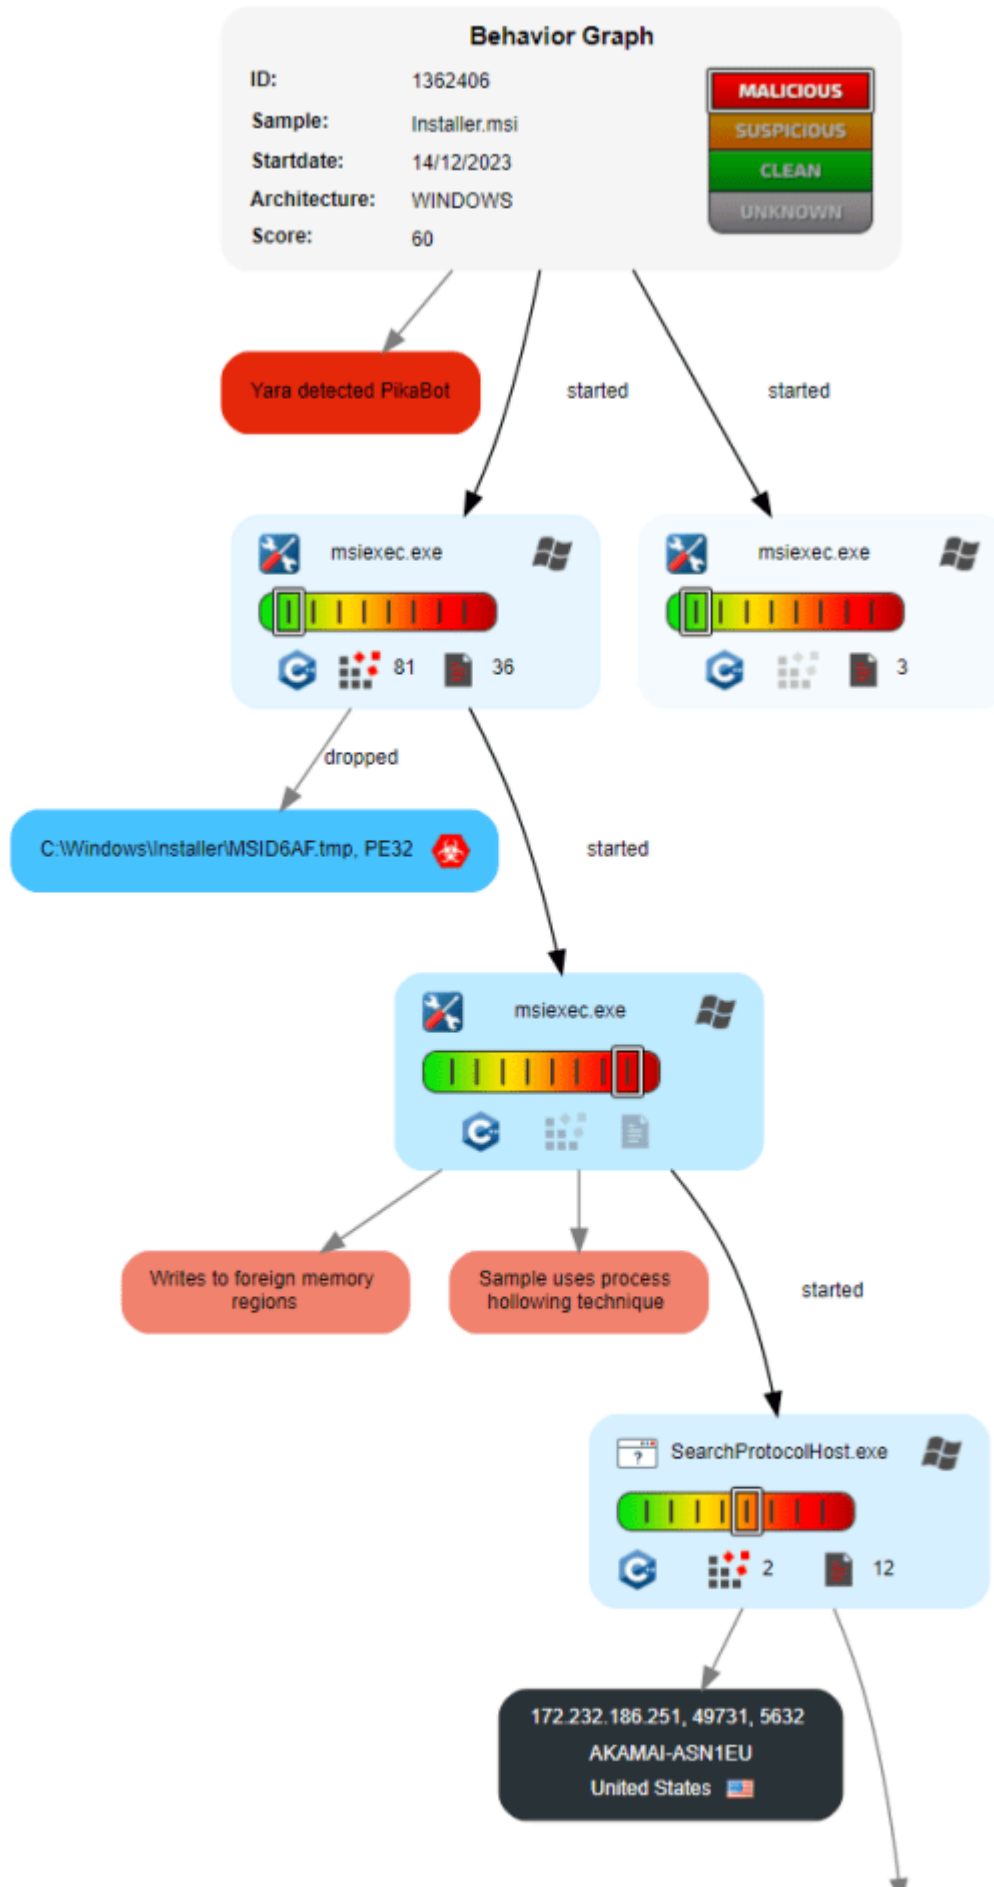 Behavior Graph
ID: 1362406
Sample: Installer.msi
Startdate: 14/12/2023
Architecture: WINDOWS
Score: 60
MALICIOUS
SUSPICIOUS
CLEAN
UNKNOWN
Yara detected PikaBot
started
started
msiexec.exe
81
36
msiexec.exe
3
dropped
C:\Windows\Installer\MSID6AF.tmp, PE32
started
msiexec.exe
Writes to foreign memory
regions
Sample uses process
hollowing technique
started
SearchProtocolHost.exe
2
12
172.232.186.251, 49731, 5632
AKAMAI-ASN1EU
United States